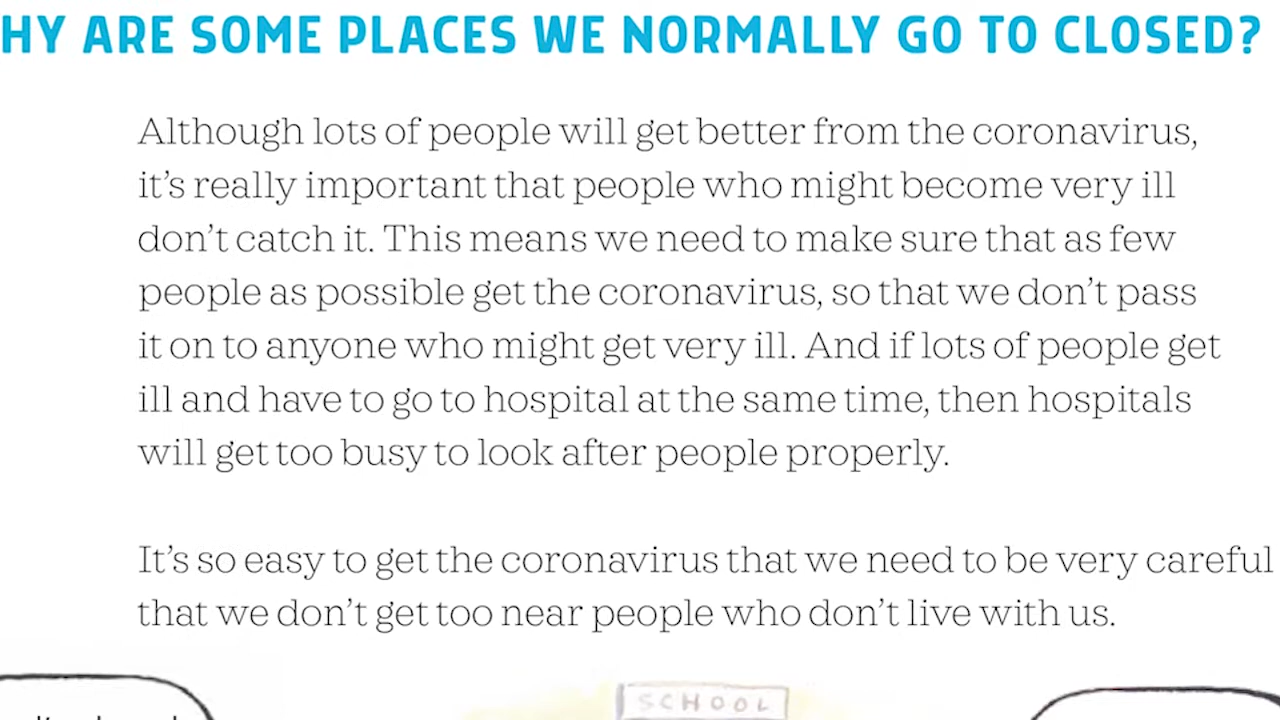 HY ARE SOME PLACES WE NORMALLY GO TO CLOSED?
Although lots of people will get better from the coronavirus,
it's really important that people who might become very ill
don't catch it. This means we need to make sure that as few
people as possible get the coronavirus, so that we don't pass
it on to anyone who might get very ill. And if lots of people get
ill and have to go to hospital at the same time, then hospitals
will get too busy to look after people properly.
It's so easy to get the coronavirus that we need to be very careful
that we don't get too near people who don't live with us.
SCHOOL